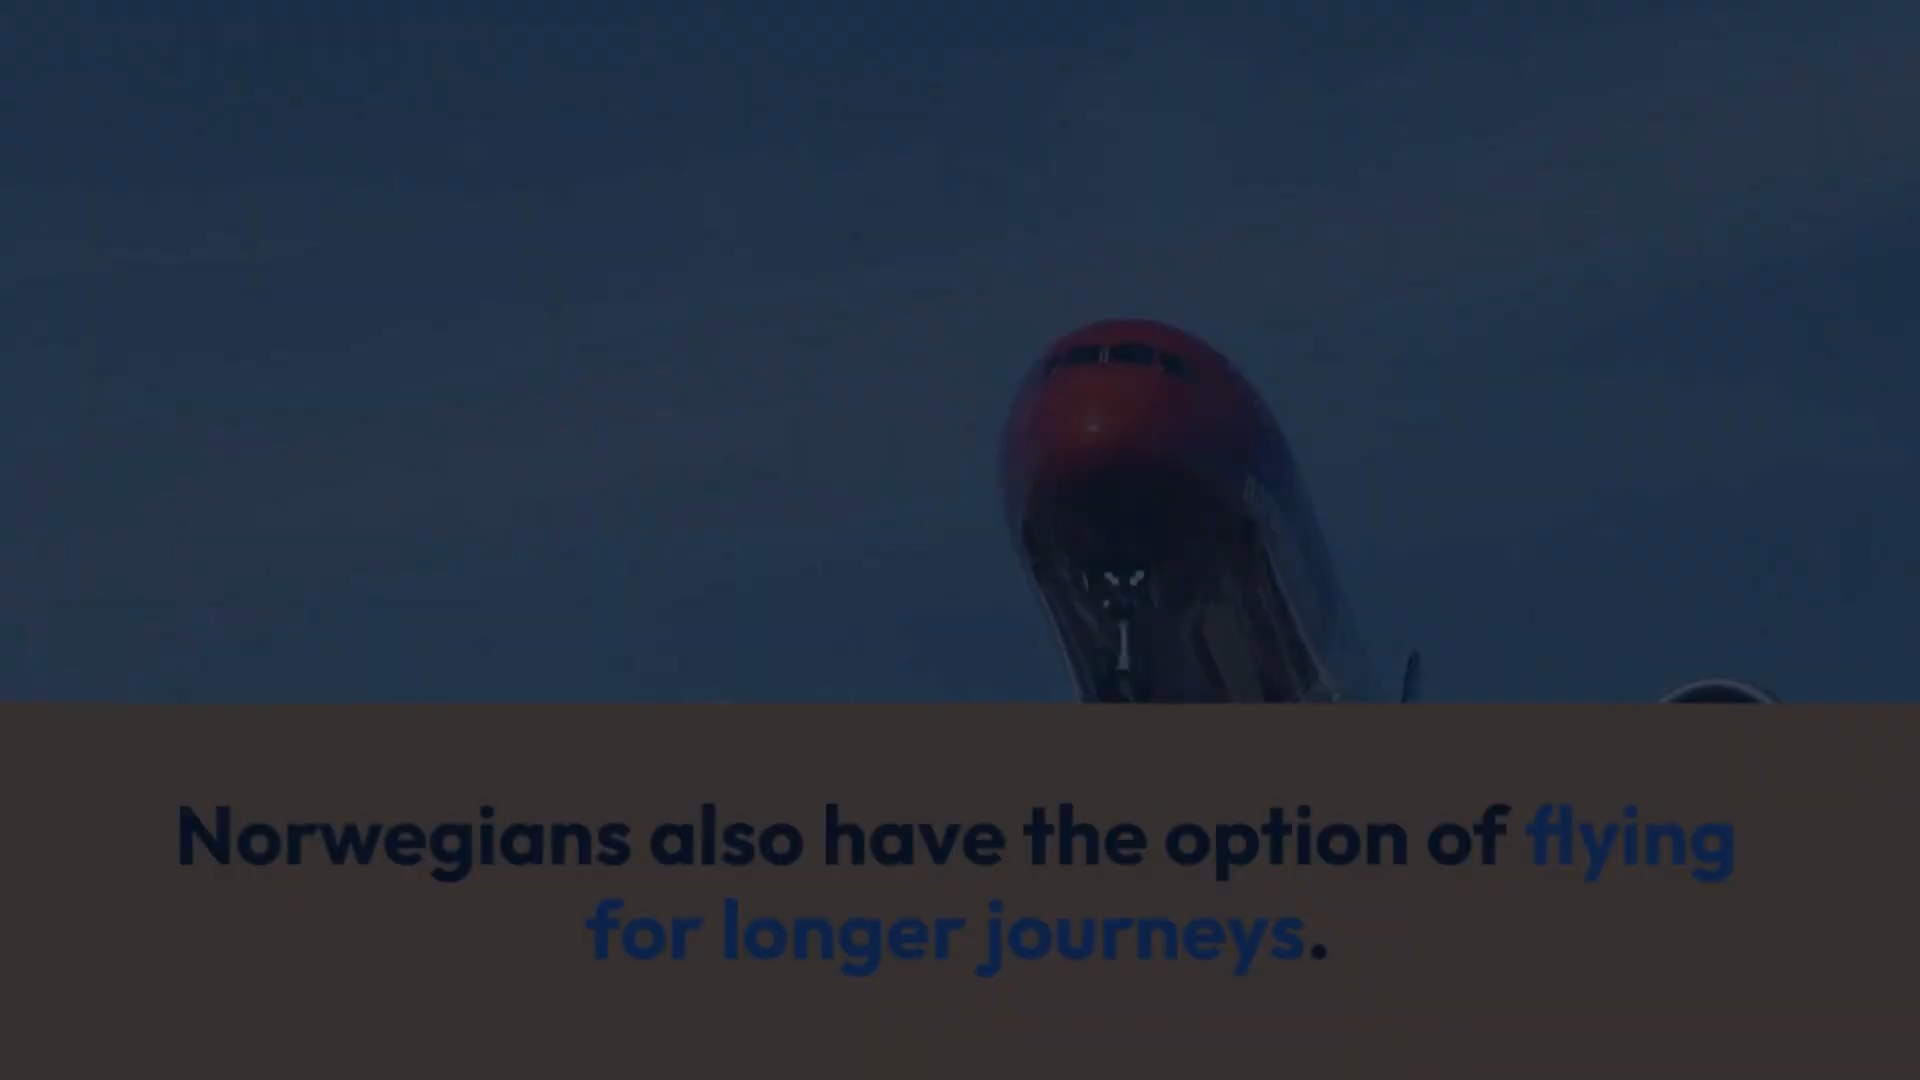 Norwegians also have the option of flying
for longer journeys.